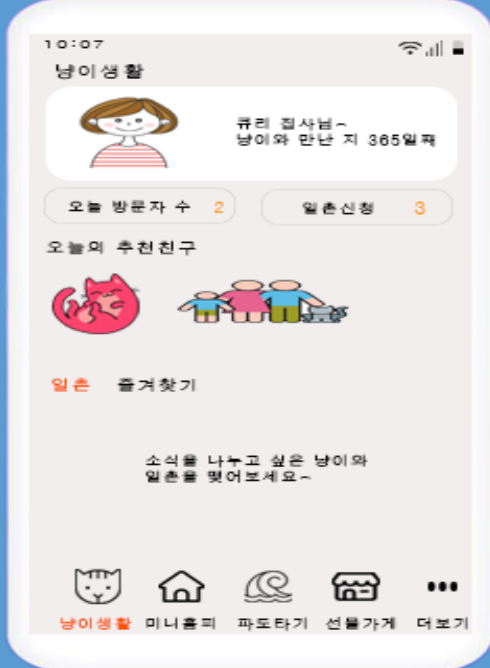 10:07
냥이생활
큐리 집사님~
냥이와 만난 지 365일째
오늘 방문자 수 2
일촌신청 3
오늘의 추천친구
일촌 즐겨찾기
소식을 나누고 싶은 냥이와
일촌을 맺어보세요~
냥이생활 미니홈피 파도타기 선물가게 더보기